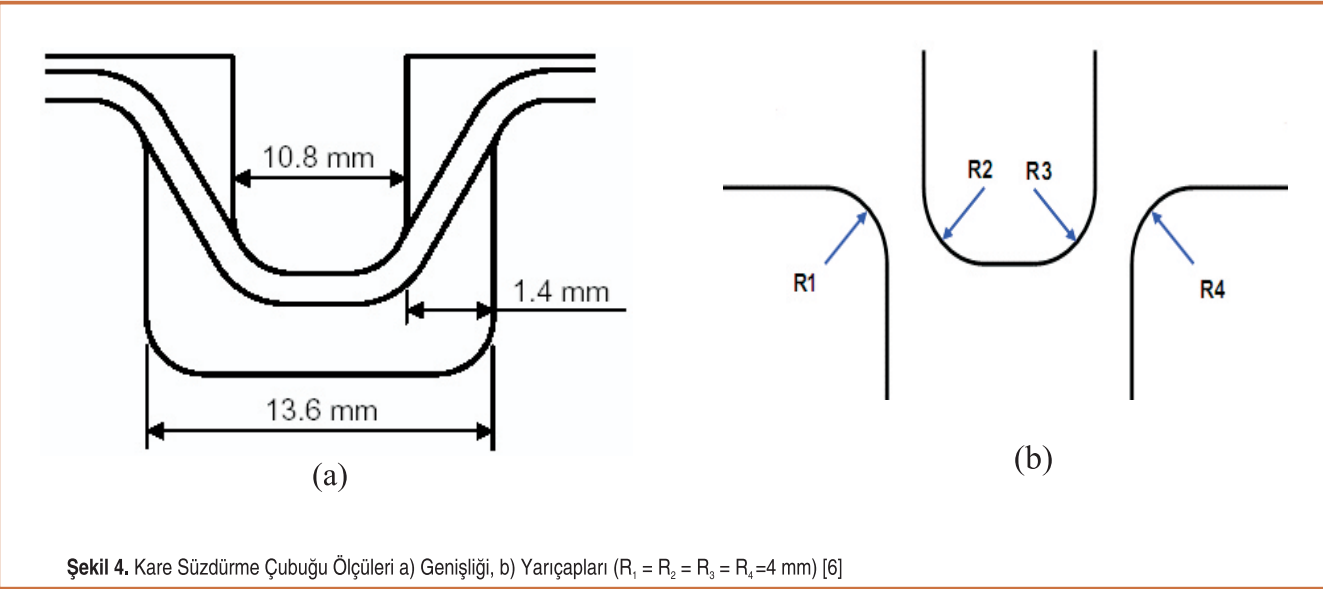 10.8 mm
1.4 mm
13.6 mm
(a)
R2 R3
R1
R4
(b)
Şekil 4. Kare Süzdürme Çubuğu Ölçüleri a) Genişliği, b) Yarıçapları (R₁ = R₂ = R₃ = R₄=4 mm) [6]